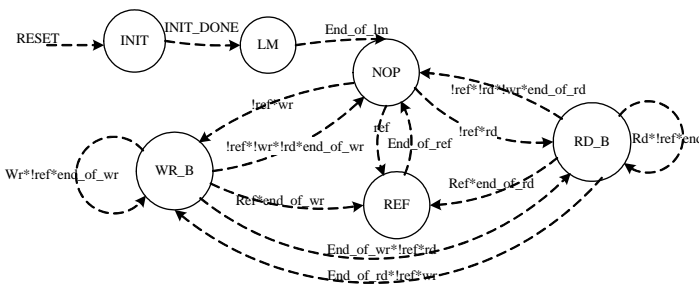 RESET
INIT
INIT_DONE
LM
End_of_lm
NOP
!ref*wr
!ref*!wr*!rd*end_of_wr
ref
End_of_ref
!ref*rd
!ref*!rd*!wr*end_of_rd
RD_B
Rd*!ref*end
WR_B
Wr*!ref*end_of_wr
Ref*end_of_wr
REF
Ref*end_of_rd
End_of_wr*!ref*rd
End_of_rd*!ref*wr